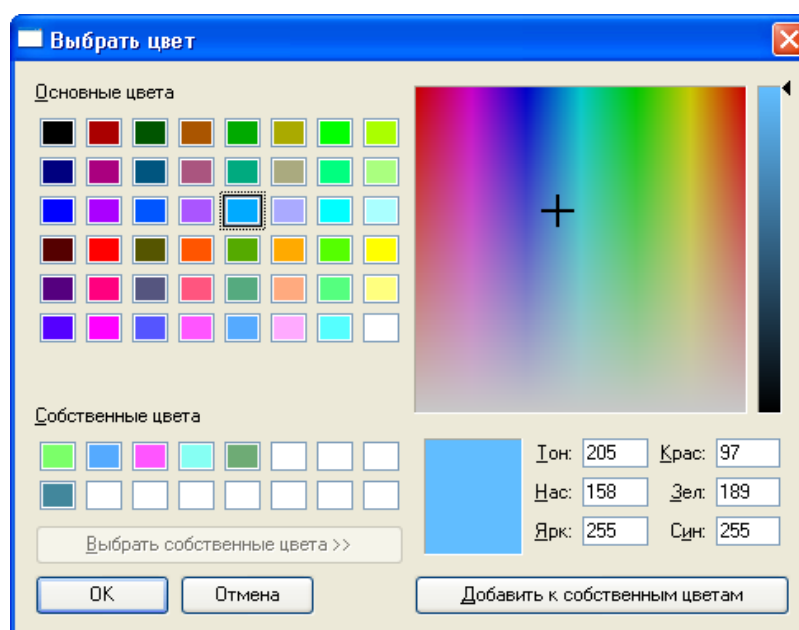 Выбрать цвет
Основные цвета
Собственные цвета
Тон: 205 Крас: 97
Нас: 158 Зел: 189
Ярк: 255 Син: 255
Выбрать собственные цвета >>
OK Отмена Добавить к собственным цветам